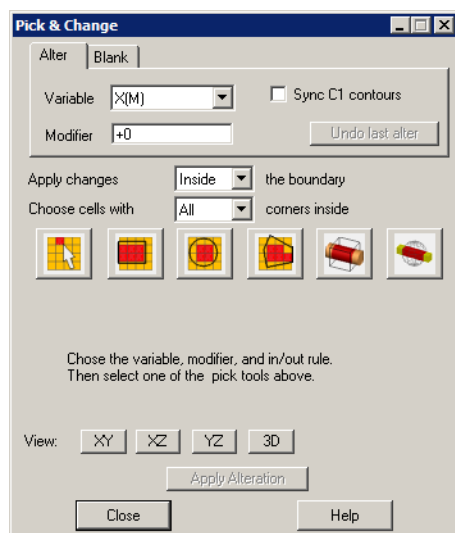 Pick & Change
Alter Blank
Variable X(M) Sync C1 contours
Modifier +0 Undo last alter
Apply changes Inside the boundary
Choose cells with All corners inside
Chose the variable, modifier, and in/out rule.
Then select one of the pick tools above.
View: XY XZ YZ 3D
Apply Alteration
Close Help